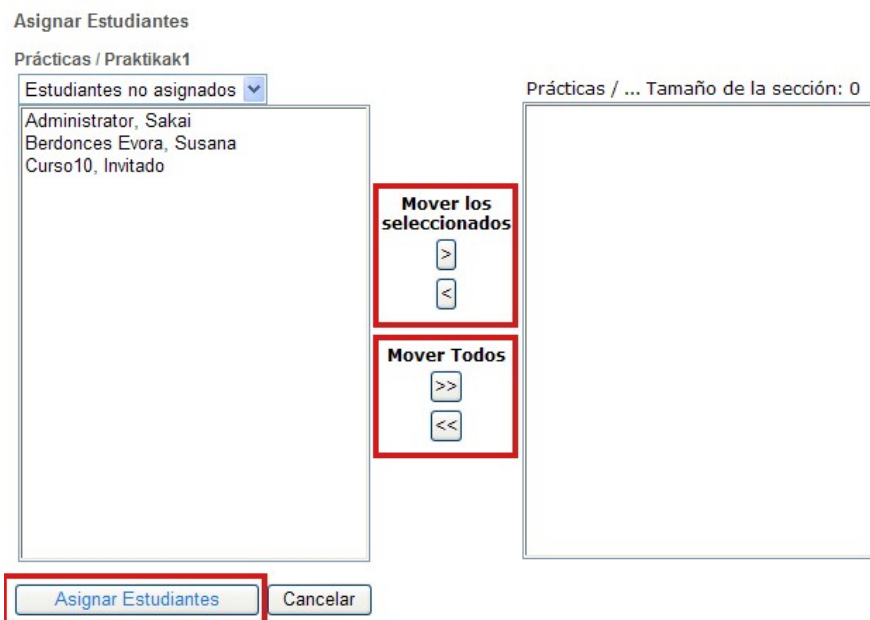 Asignar Estudiantes
Prácticas / Praktikak1
Estudiantes no asignados
Prácticas / ... Tamaño de la sección: 0
Administrator, Sakai
Berdonces Evora, Susana
Curso10, Invitado
Mover los
seleccionados
>
<
Mover Todos
>>
<<
Asignar Estudiantes
Cancelar